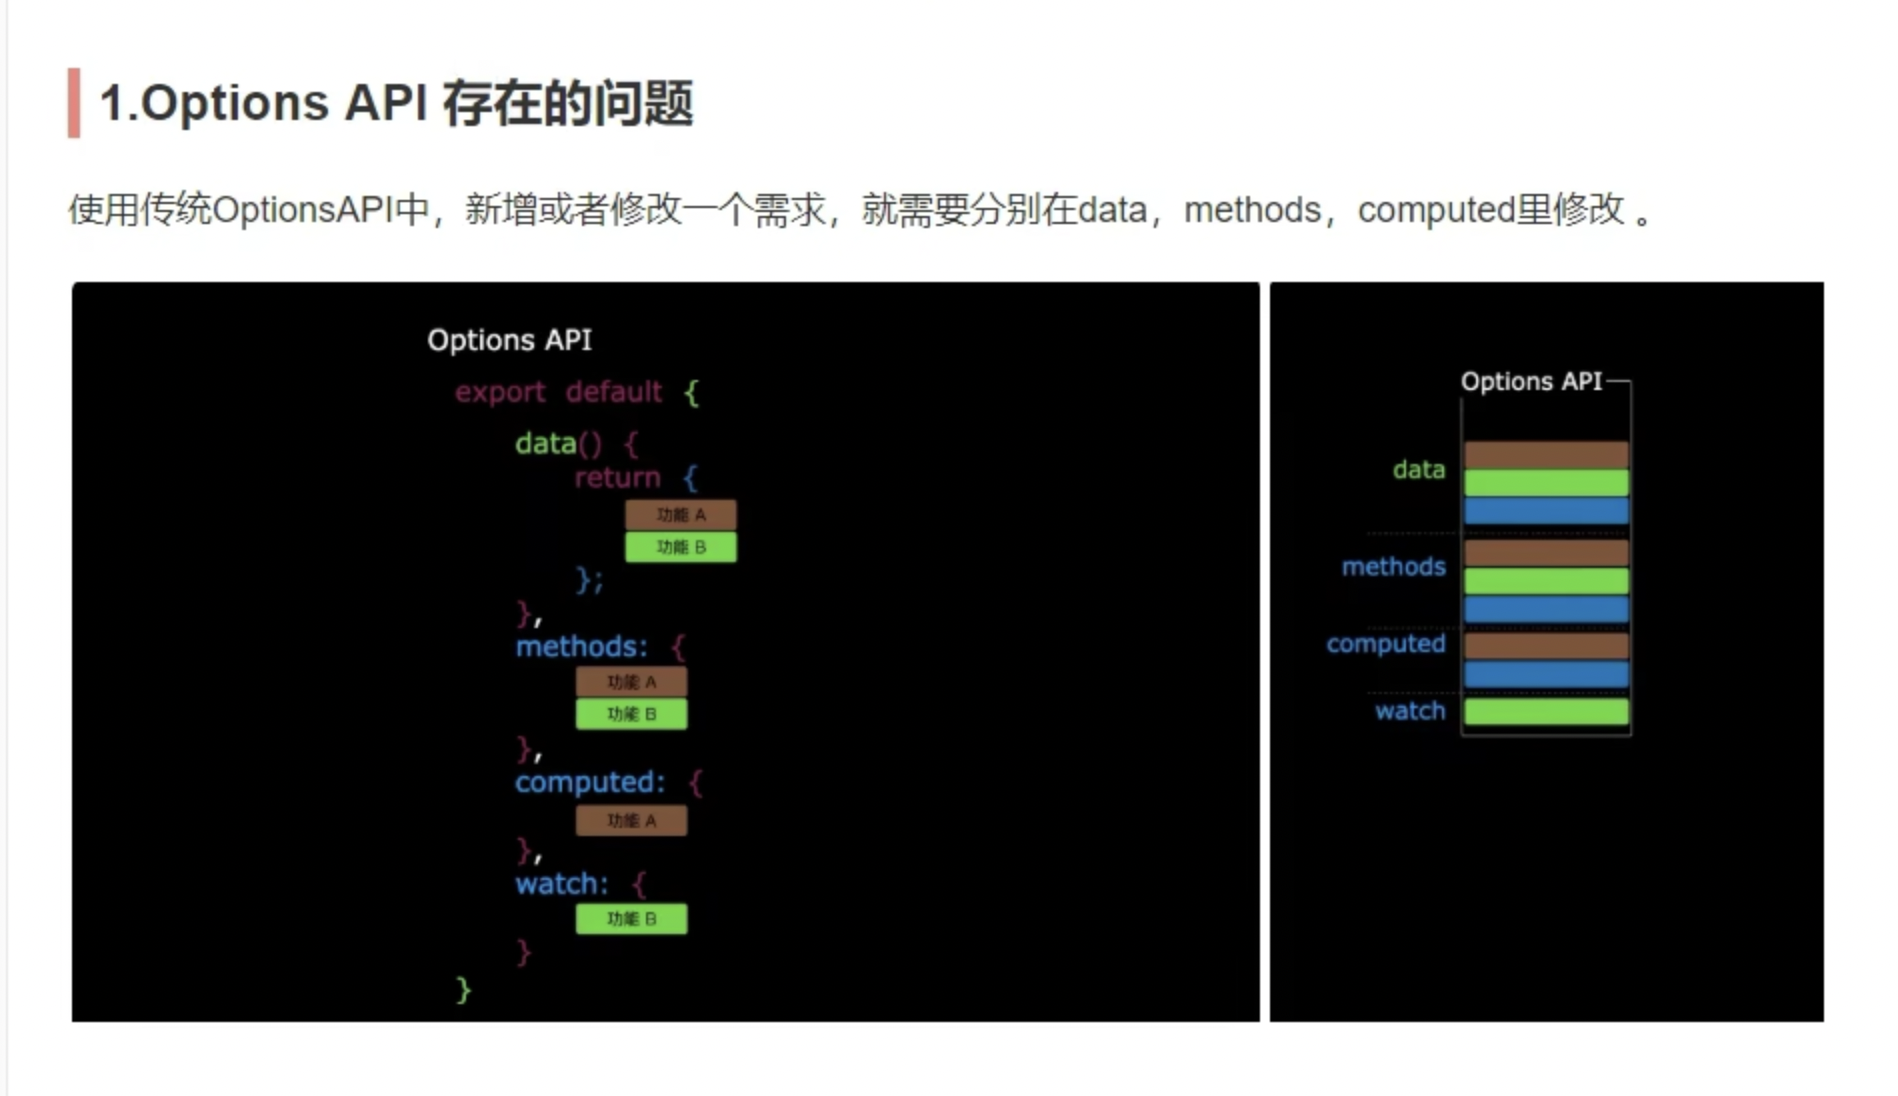 1.Options API 存在的问题
使用传统OptionsAPI中，新增或者修改一个需求，就需要分别在data，methods，computed里修改 。
Options API
export default {
data() {
return {
功能 A
功能 B
};
},
methods: {
功能 A
功能 B
},
computed: {
功能 A
},
watch: {
功能 B
}
}
Options API
data
methods
computed
watch